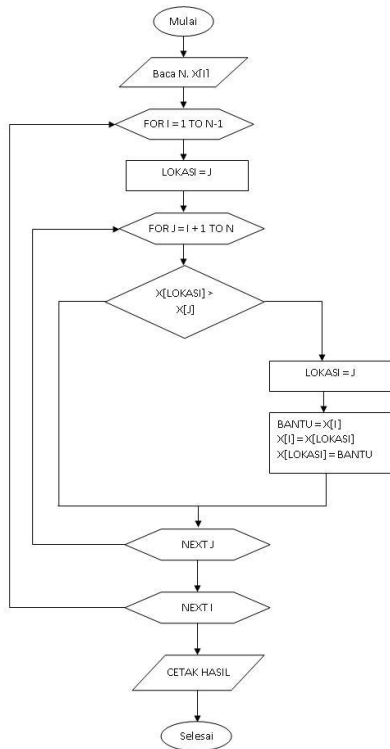 Mulai
Baca N. X[I]
FOR I = 1 TO N-1
LOKASI = J
FOR J = I + 1 TO N
X[LOKASI] >
X[J]
LOKASI = J
BANTU = X[I]
X[I] = X[LOKASI]
X[LOKASI] = BANTU
NEXT J
NEXT I
CETAK HASIL
Selesai